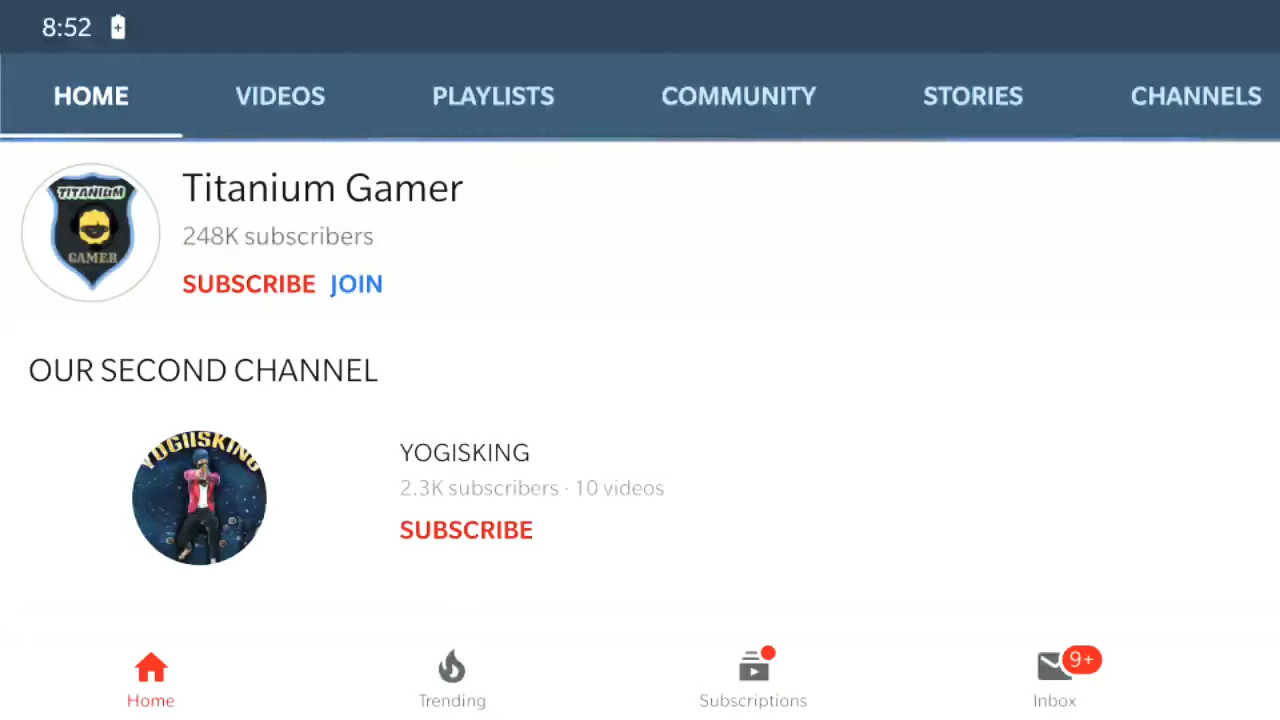 8:52
HOME VIDEOS PLAYLISTS COMMUNITY STORIES CHANNELS
TITANIUM
GAMER
Titanium Gamer
248K subscribers
SUBSCRIBE JOIN
OUR SECOND CHANNEL
YOGIISKING
YOGISKING
2.3K subscribers · 10 videos
SUBSCRIBE
9+
Home Trending Subscriptions Inbox